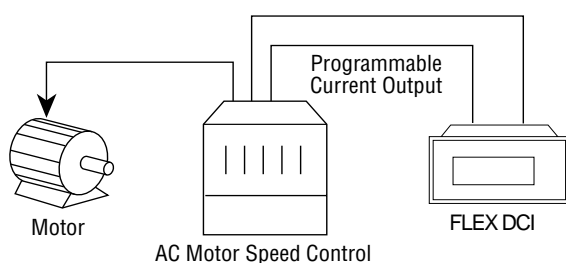 Programmable
Current Output
Motor
FLEX DCI
AC Motor Speed Control